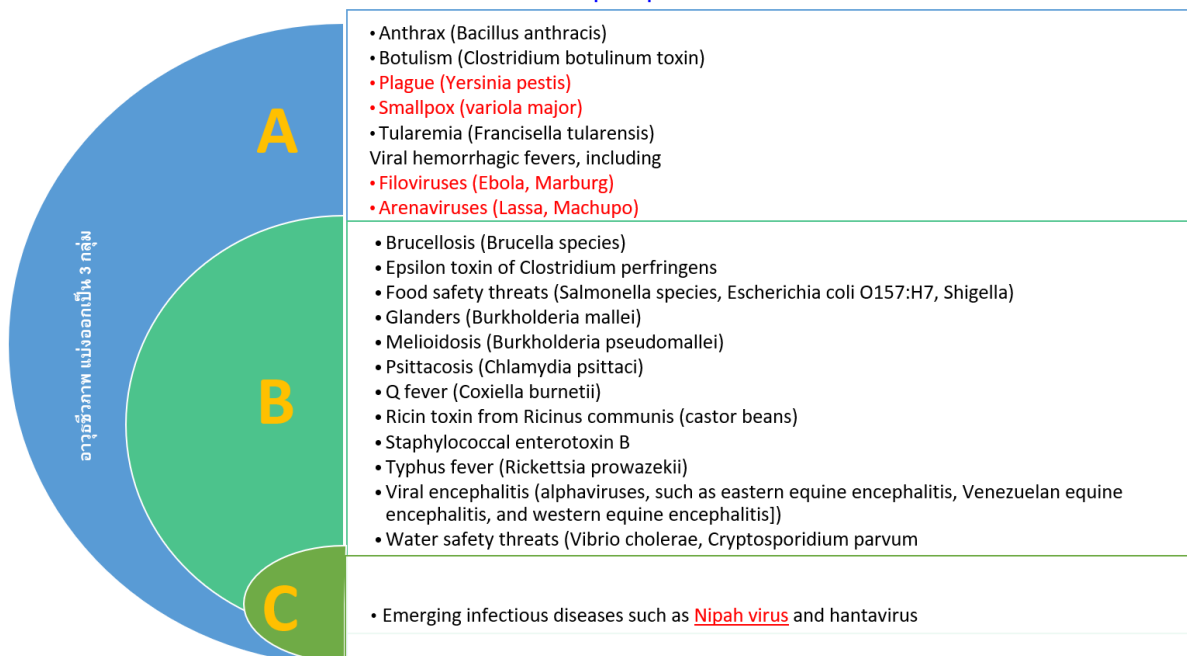 อาวุธชีวภาพ แบ่งออกเป็น 3 กลุ่ม
A
• Anthrax (Bacillus anthracis)
• Botulism (Clostridium botulinum toxin)
• Plague (Yersinia pestis)
• Smallpox (variola major)
• Tularemia (Francisella tularensis)
Viral hemorrhagic fevers, including
• Filoviruses (Ebola, Marburg)
• Arenaviruses (Lassa, Machupo)
B
• Brucellosis (Brucella species)
• Epsilon toxin of Clostridium perfringens
• Food safety threats (Salmonella species, Escherichia coli O157:H7, Shigella)
• Glanders (Burkholderia mallei)
• Melioidosis (Burkholderia pseudomallei)
• Psittacosis (Chlamydia psittaci)
• Q fever (Coxiella burnetii)
• Ricin toxin from Ricinus communis (castor beans)
• Staphylococcal enterotoxin B
• Typhus fever (Rickettsia prowazekii)
• Viral encephalitis (alphaviruses, such as eastern equine encephalitis, Venezuelan equine
encephalitis, and western equine encephalitis])
• Water safety threats (Vibrio cholerae, Cryptosporidium parvum
C
• Emerging infectious diseases such as Nipah virus and hantavirus